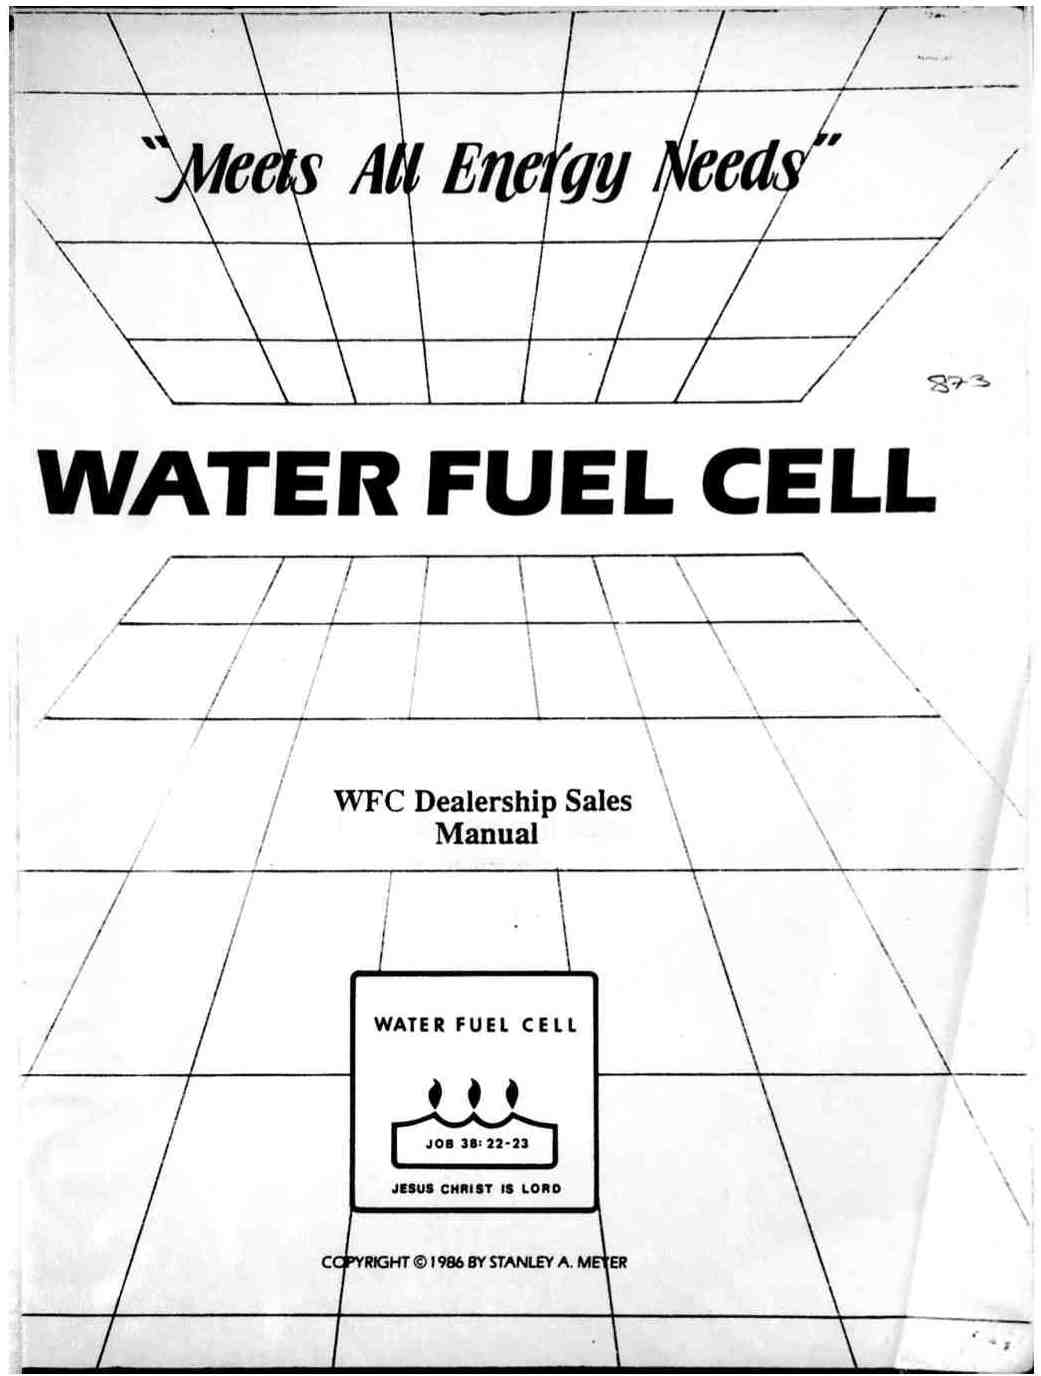 "Meets All Energy Needs"
873
WATER FUEL CELL
WFC Dealership Sales
Manual
WATER FUEL CELL
JOB 38: 22-23
JESUS CHRIST IS LORD
COPYRIGHT © 1986 BY STANLEY A. MEYER